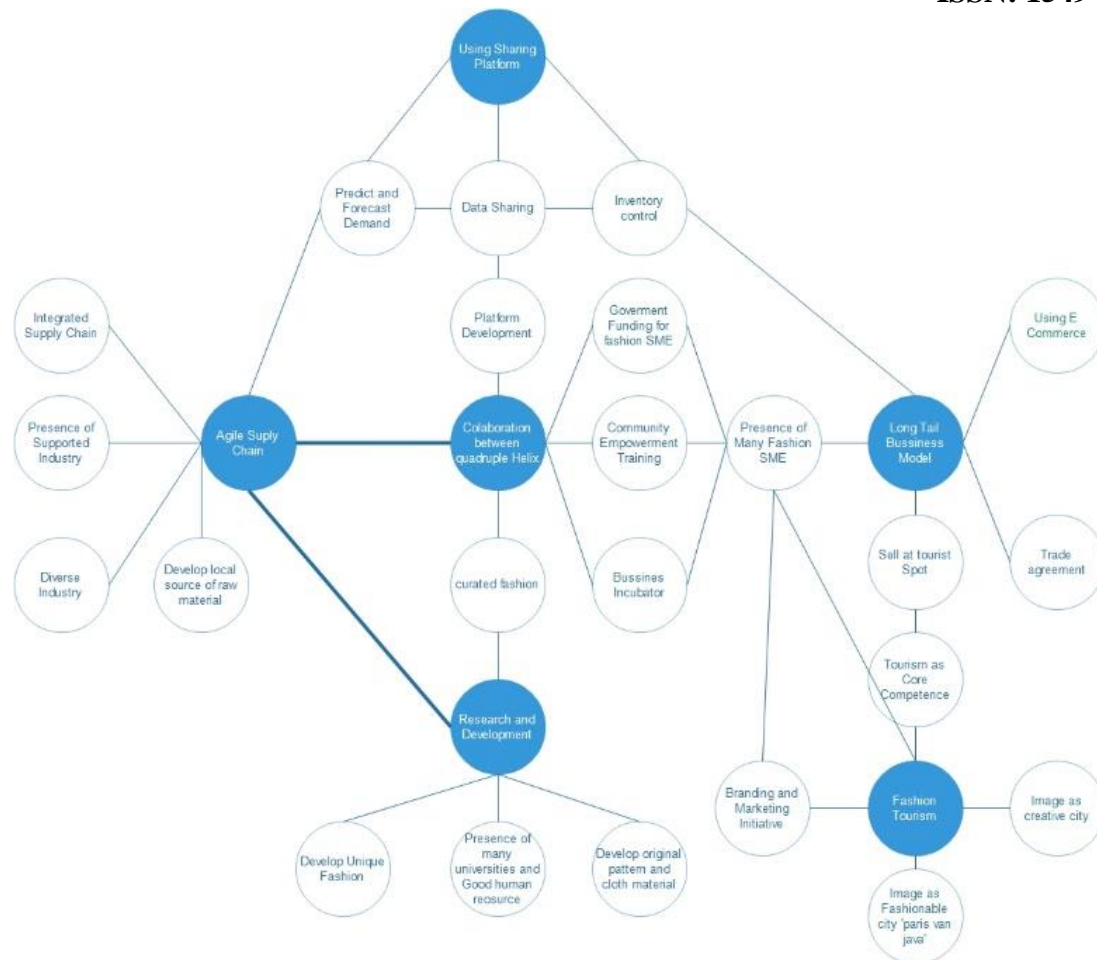 Using Sharing
Platform
Predict and
Forecast
Demand
Data Sharing
Inventory
control
Integrated
Supply Chain
Platform
Development
Goverment
Funding for
fashion SME
Using E
Commerce
Presence of
Supported
Industry
Agile Suply
Chain
Colaboration
between
quadruple Helix
Community
Empowerment
Training
Presence of
Many Fashion
SME
Long Tail
Bussiness
Model
Diverse
Industry
Develop local
source of raw
material
curated fashion
Bussines
Incubator
Sell at tourist
Spot
Trade
agreement
Tourism as
Core
Competence
Research and
Development
Branding and
Marketing
Initiative
Fashion
Tourism
Image as
creative city
Develop Unique
Fashion
Presence of
many
universities and
Good human
reosurce
Develop original
pattern and
cloth material
Image as
Fashionable
city 'paris van
java'